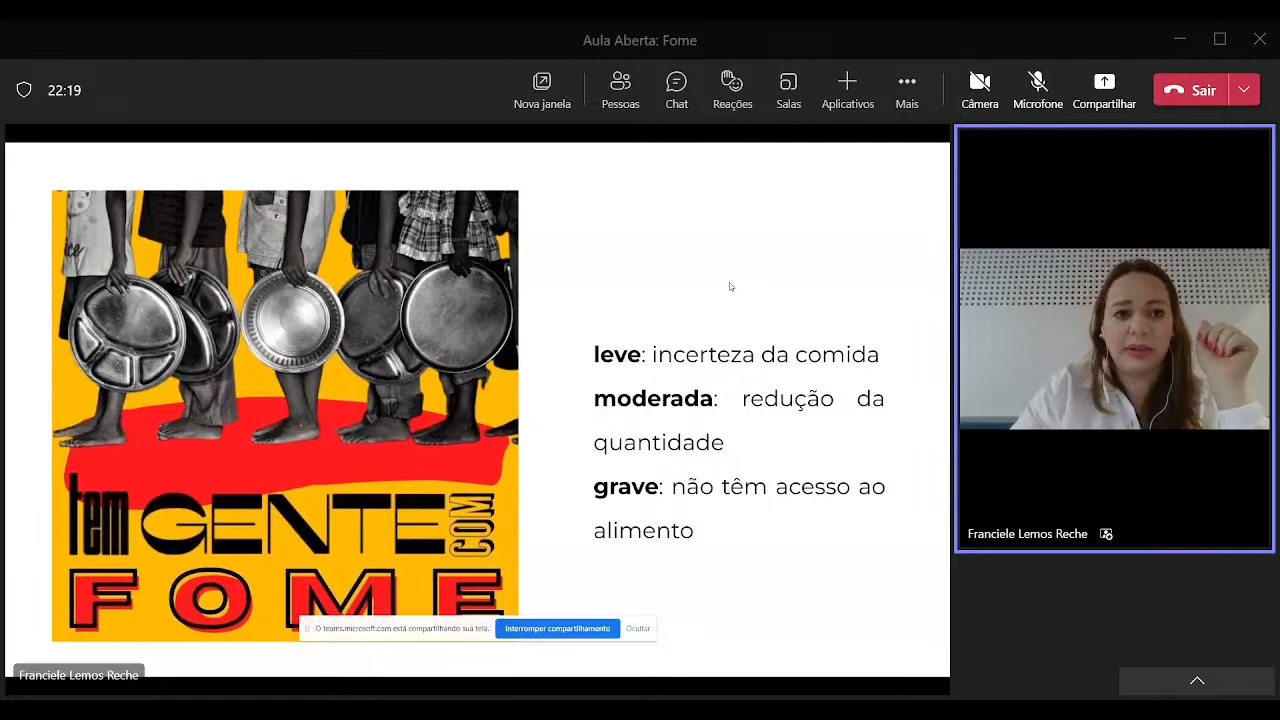 Aula Aberta: Fome
22:19
Nova janela
Pessoas
Chat
Reações
Salas
Aplicativos
Mais
Câmera
Microfone
Compartilhar
Sair
leve: incerteza da comida
moderada: redução da
quantidade
grave: não têm acesso ao
alimento
tem GENTE COM
FOME
O teams.microsoft.com está compartilhando sua tela.
Interromper compartilhamento
Ocultar
Franciele Lemos Reche
Franciele Lemos Reche